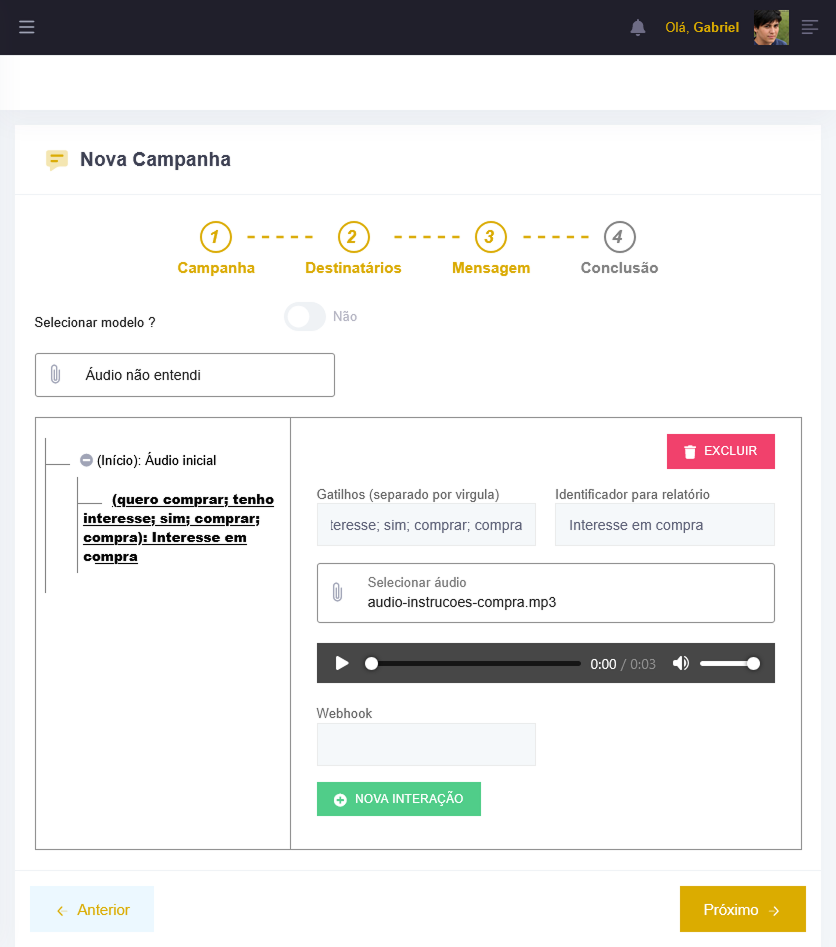 Olá, Gabriel
Nova Campanha
1 2 3 4
Campanha Destinatários Mensagem Conclusão
Selecionar modelo ? Não
Áudio não entendi
(Início): Áudio inicial
(quero comprar; tenho
interesse; sim; comprar;
compra): Interesse em
compra
EXCLUIR
Gatilhos (separado por virgula) Identificador para relatório
teresse; sim; comprar; compra Interesse em compra
Selecionar áudio
audio-instrucoes-compra.mp3
0:00 / 0:03
Webhook
NOVA INTERAÇÃO
Anterior Próximo